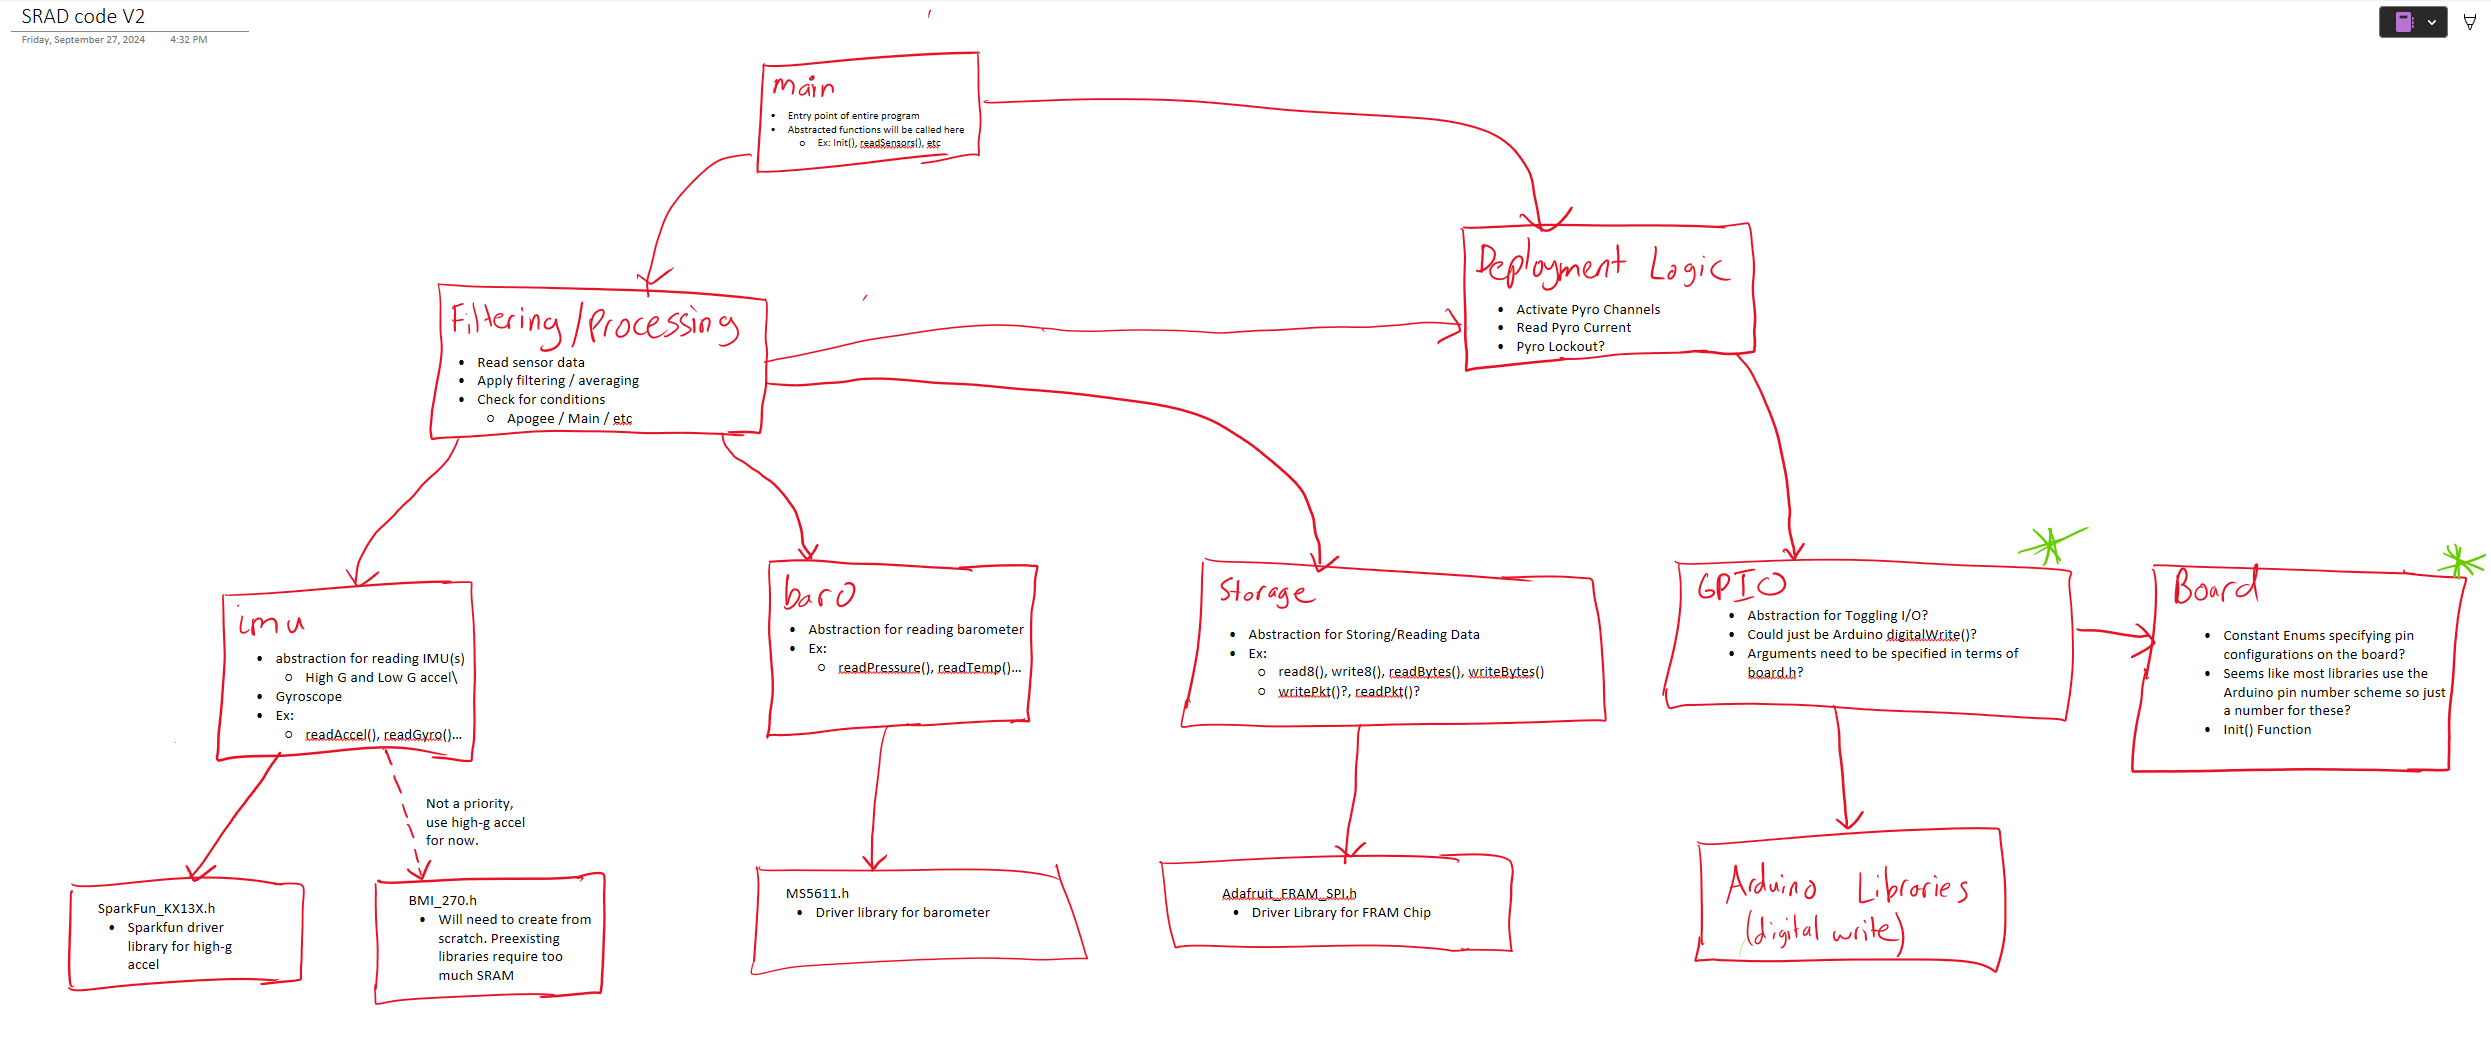 SRAD code V2
Friday, September 27, 2024 4:32 PM
main
• Entry point of entire program
• Abstracted functions will be called here
○ Ex: Init(), readSensors(), etc
Deployment Logic
• Activate Pyro Channels
• Read Pyro Current
• Pyro Lockout?
Filtering/Processing
• Read sensor data
• Apply filtering / averaging
• Check for conditions
○ Apogee / Main / etc
imu
• abstraction for reading IMU(s)
○ High G and Low G accel\
• Gyroscope
• Ex:
○ readAccel(), readGyro()...
baro
• Abstraction for reading barometer
• Ex:
○ readPressure(), readTemp()...
Storage
• Abstraction for Storing/Reading Data
• Ex:
○ read8(), write8(), readBytes(), writeBytes()
○ writePkt()?, readPkt()?
GPIO
• Abstraction for Toggling I/O?
• Could just be Arduino digitalWrite()?
• Arguments need to be specified in terms of
board.h?
Board
• Constant Enums specifying pin
configurations on the board?
• Seems like most libraries use the
Arduino pin number scheme so just
a number for these?
• Init() Function
Not a priority,
use high-g accel
for now.
SparkFun_KX13X.h
• Sparkfun driver
library for high-g
accel
BMI_270.h
• Will need to create from
scratch. Preexisting
libraries require too
much SRAM
MS5611.h
• Driver library for barometer
Adafruit_FRAM_SPI.h
• Driver Library for FRAM Chip
Arduino Libraries
(digital write)